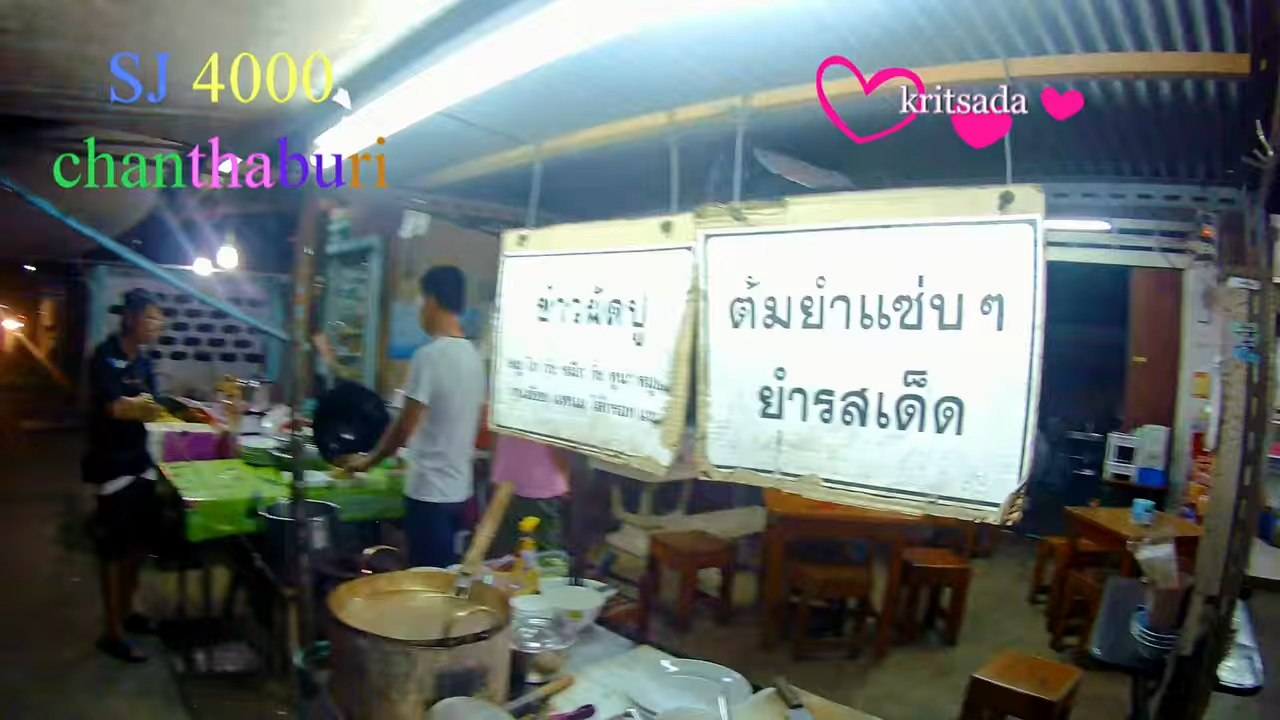 SJ 4000
chanthaburi
kritsada
ข้าวผัดปู
ต้มยำแซ่บ ๆ
ยำรสเด็ด